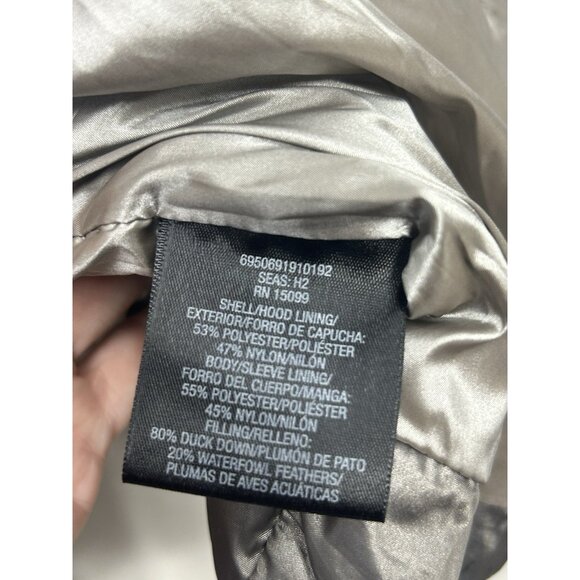 6950691910192
SEAS: H2
RN 15099
SHELL/HOOD LINING/
EXTERIOR/FORRO DE CAPUCHA:
53% POLYESTER/POLIÉSTER
47% NYLON/NILÓN
BODY/SLEEVE LINING/
FORRO DEL CUERPO/MANGA:
55% POLYESTER/POLIÉSTER
45% NYLON/NILÓN
FILLING/RELLENO:
80% DUCK DOWN/PLUMÓN DE PATO
20% WATERFOWL FEATHERS/
PLUMAS DE AVES ACUÁTICAS